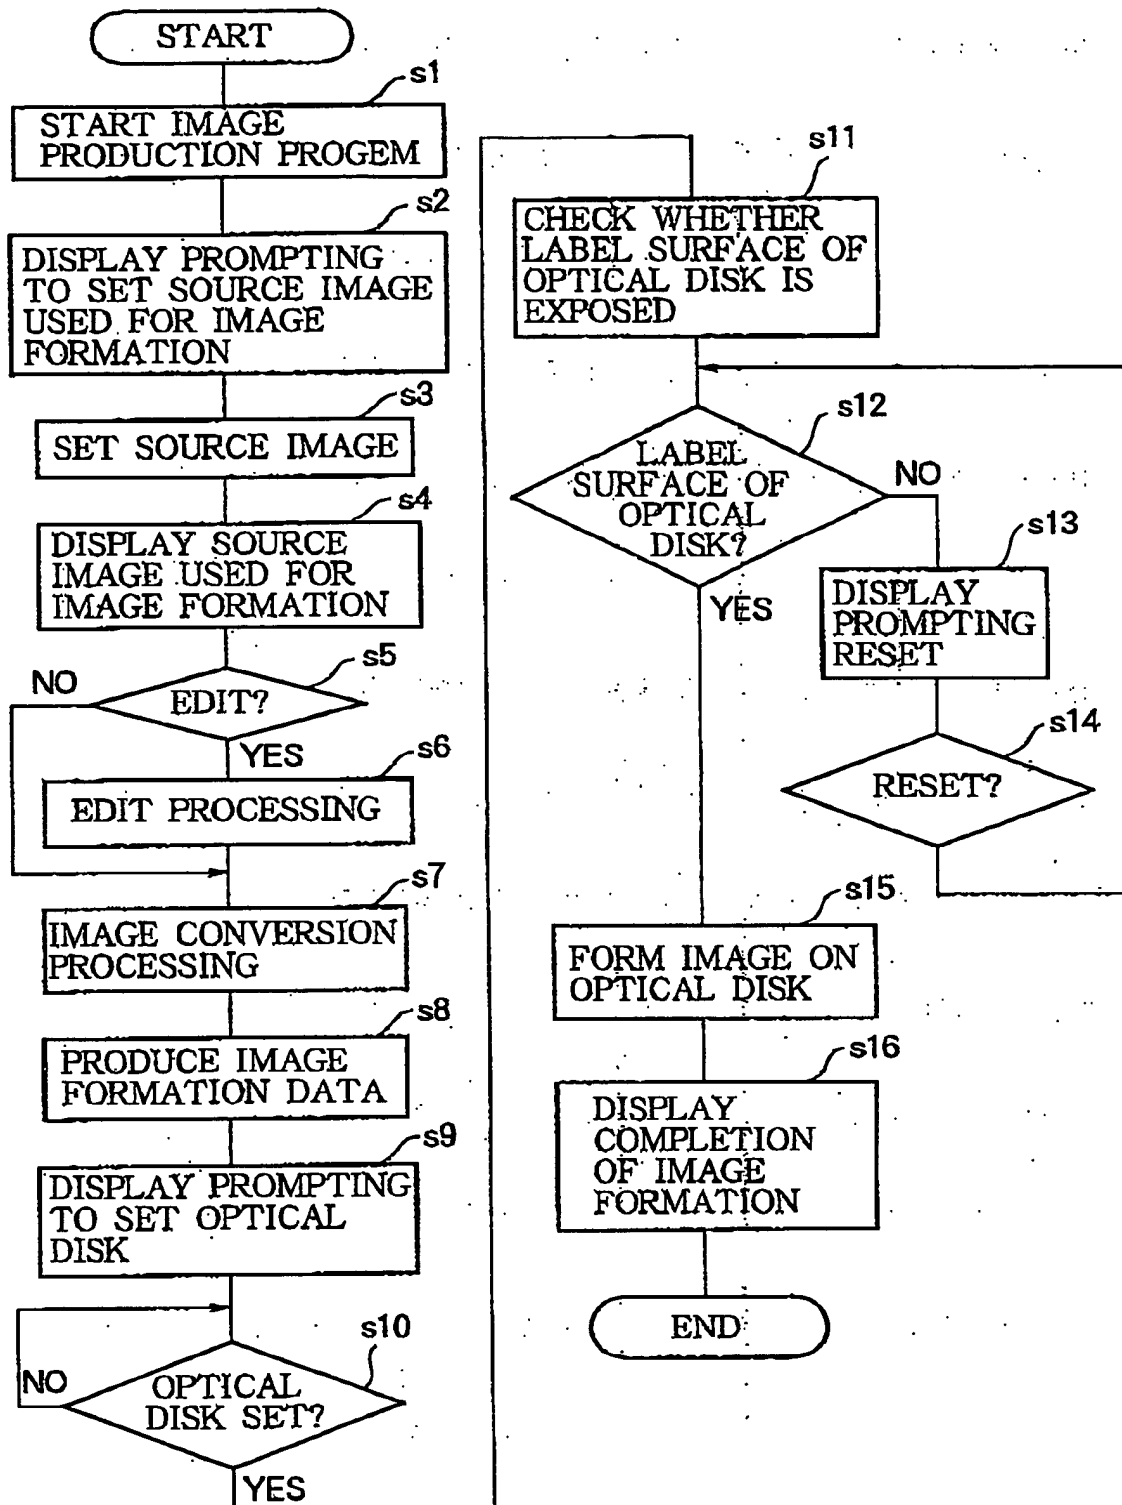 START
s1
START IMAGE
PRODUCTION PROGEM
s2
DISPLAY PROMPTING
TO SET SOURCE IMAGE
USED FOR IMAGE
FORMATION
s3
SET SOURCE IMAGE
s4
DISPLAY SOURCE
IMAGE USED FOR
IMAGE FORMATION
s5
NO
EDIT?
YES
s6
EDIT PROCESSING
s7
IMAGE CONVERSION
PROCESSING
s8
PRODUCE IMAGE
FORMATION DATA
s9
DISPLAY PROMPTING
TO SET OPTICAL
DISK
s10
NO
OPTICAL
DISK SET?
YES
s11
CHECK WHETHER
LABEL SURFACE OF
OPTICAL DISK IS
EXPOSED
s12
LABEL
SURFACE OF
OPTICAL
DISK?
NO
YES
s13
DISPLAY
PROMPTING
RESET
s14
RESET?
s15
FORM IMAGE ON
OPTICAL DISK
s16
DISPLAY
COMPLETION
OF IMAGE
FORMATION
END